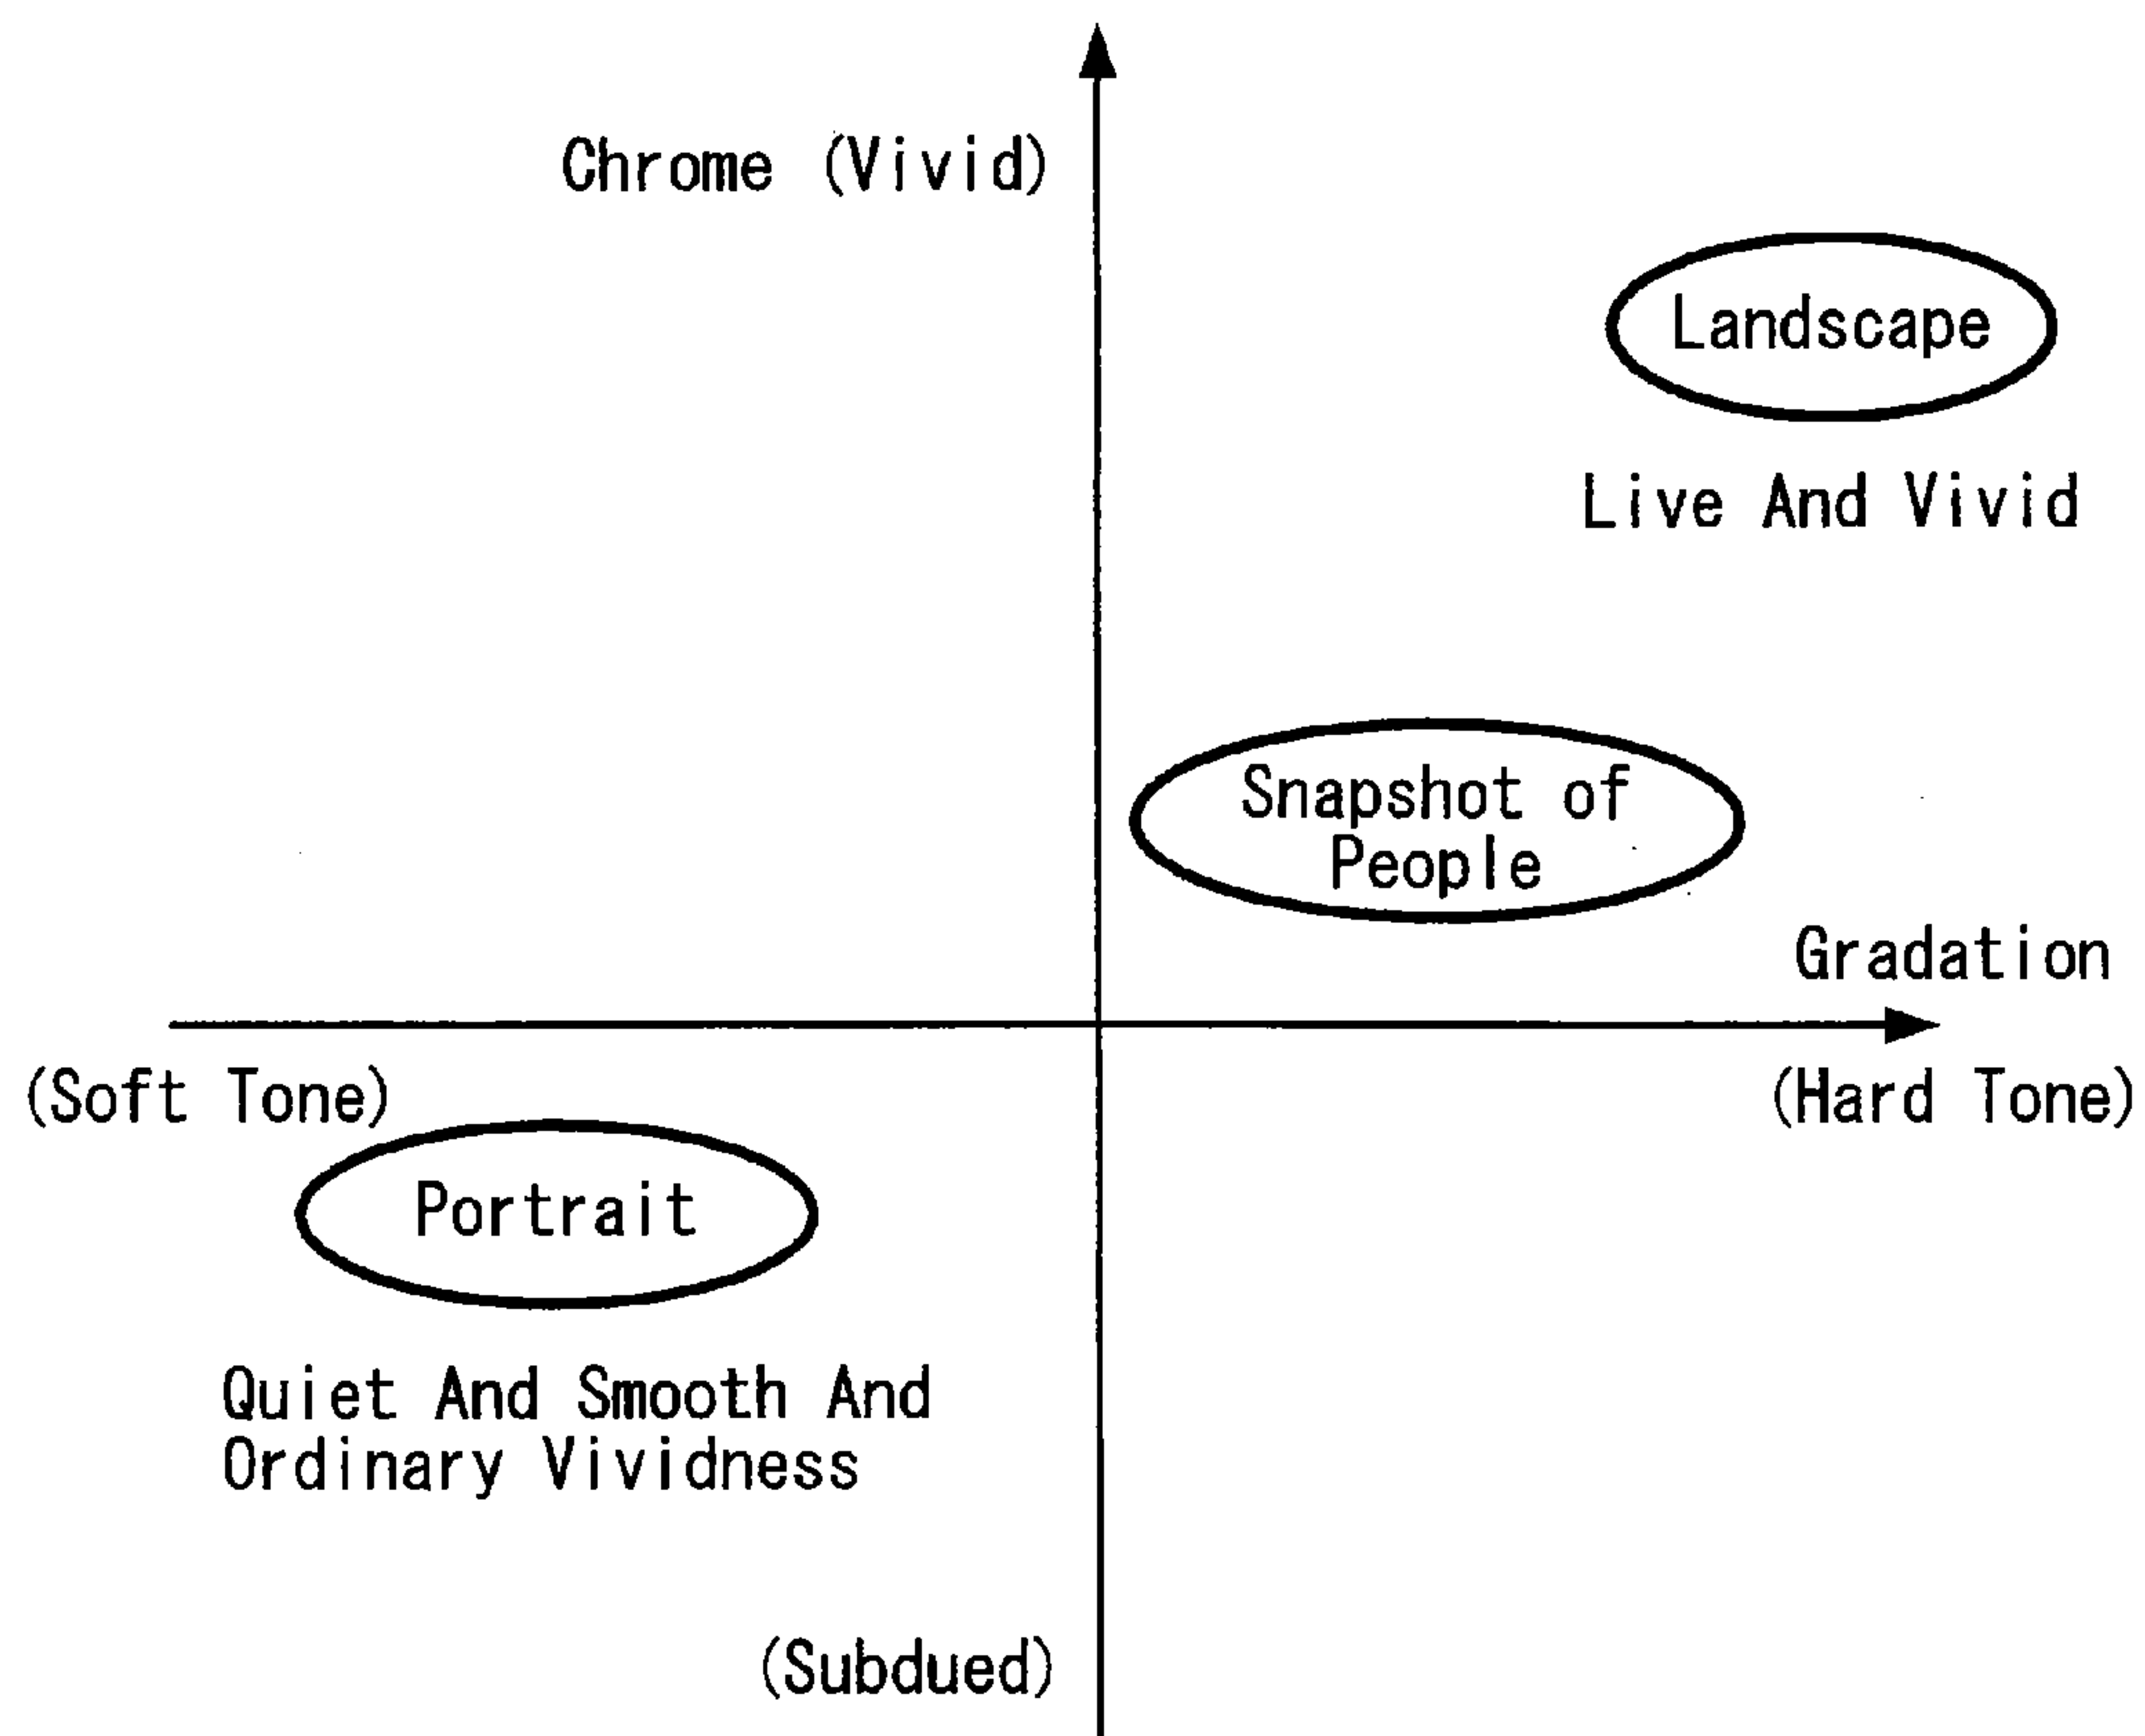 Chrome (Vivid)
Landscape
Live And Vivid
Snapshot of
People
Gradation
(Soft Tone)
(Hard Tone)
Portrait
Quiet And Smooth And
Ordinary Vividness
(Subdued)